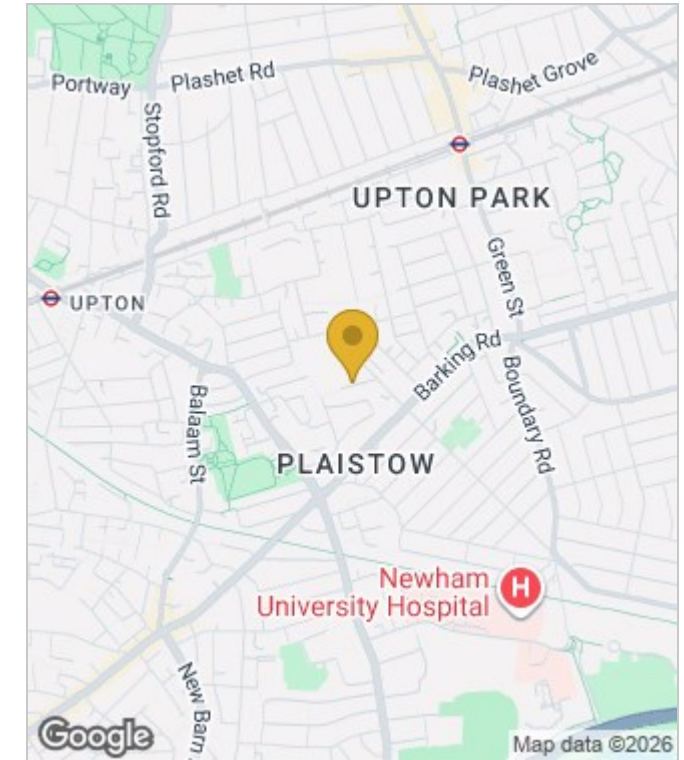 Portway
Plashet Rd
Plashet Grove
Stopford Rd
UPTON PARK
Green St
UPTON
Barking Rd
Boundary Rd
Balaam St
PLAISTOW
Newham
University Hospital
H
New Barn
Google
Map data ©2026